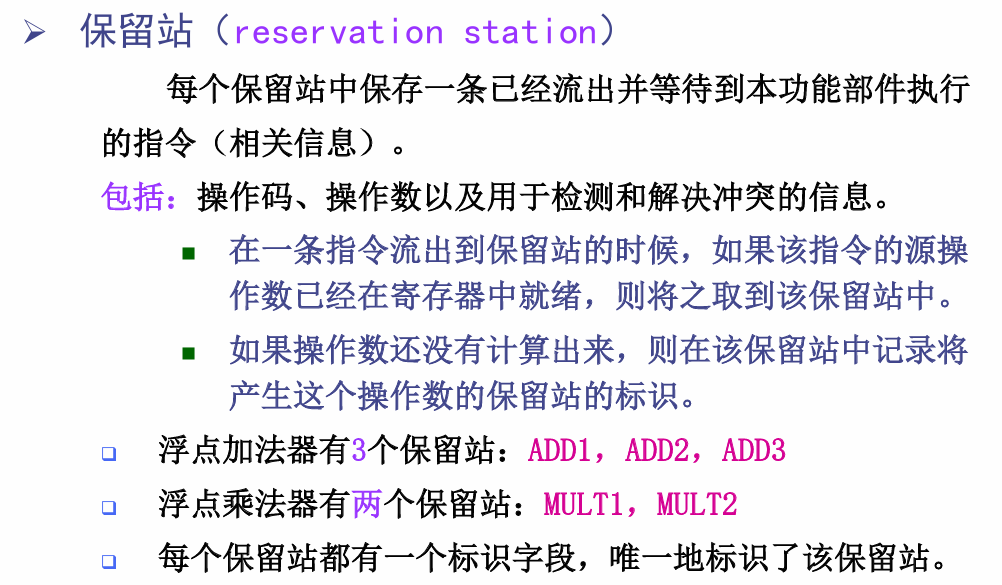 保留站（reservation station）
每个保留站中保存一条已经流出并等待到本功能部件执行
的指令（相关信息）。
包括：操作码、操作数以及用于检测和解决冲突的信息。
在一条指令流出到保留站的时候，如果该指令的源操
作数已经在寄存器中就绪，则将之取到该保留站中。
如果操作数还没有计算出来，则在该保留站中记录将
产生这个操作数的保留站的标识。
浮点加法器有3个保留站：ADD1，ADD2，ADD3
浮点乘法器有两个保留站：MULT1，MULT2
每个保留站都有一个标识字段，唯一地标识了该保留站。